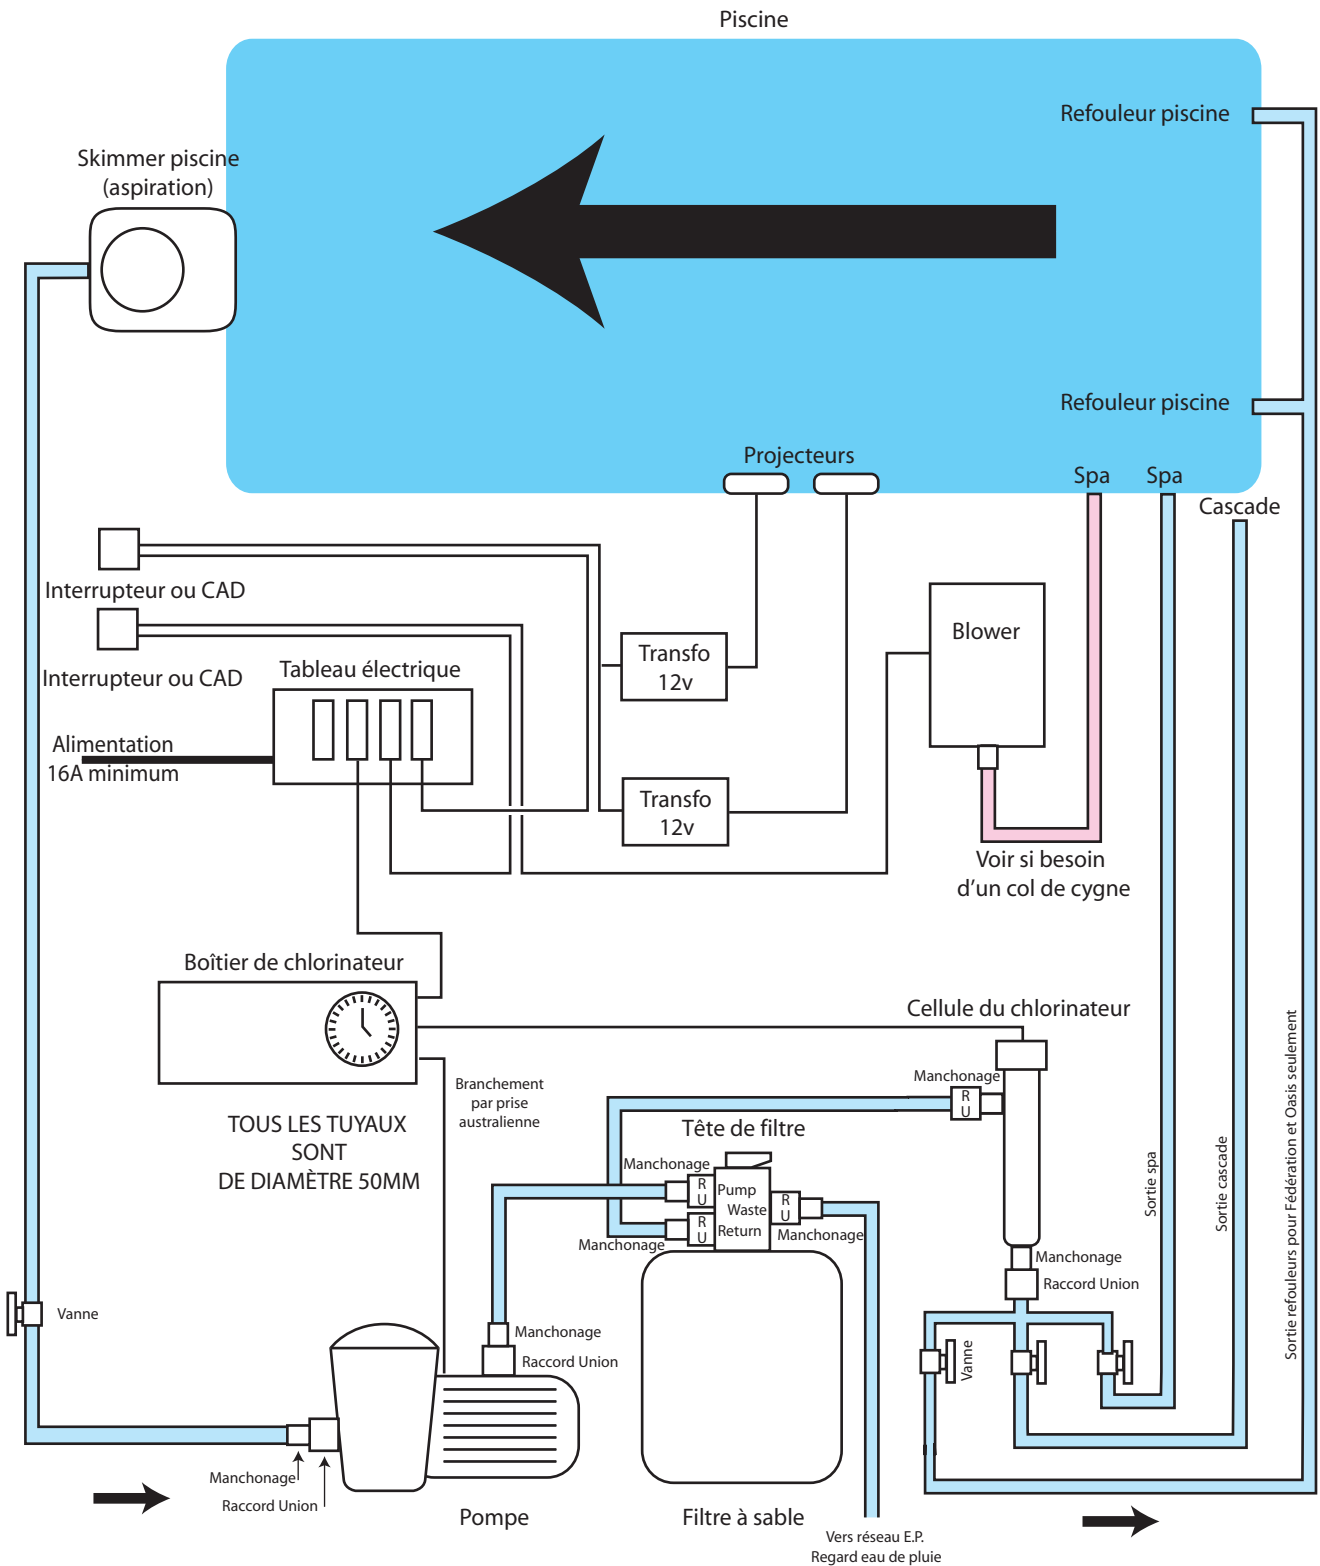 Piscine
Refouleur piscine
Skimmer piscine
(aspiration)
Refouleur piscine
Projecteurs
Spa
Spa
Cascade
Interrupteur ou CAD
Interrupteur ou CAD
Tableau électrique
Transfo
12v
Blower
Alimentation
16A minimum
Transfo
12v
Voir si besoin
d'un col de cygne
Boîtier de chlorinateur
Cellule du chlorinateur
Branchement
par prise
australienne
TOUS LES TUYAUX
SONT
DE DIAMÈTRE 50MM
Manchonage
R
U
Tête de filtre
Manchonage
R
U
Pump
Waste
Return
R
U
R
U
Manchonage
Manchonage
Sortie spa
Sortie cascade
Sortie refouleurs pour Fédération et Oasis seulement
Manchonage
Raccord Union
Vanne
Manchonage
Raccord Union
Vanne
Manchonage
Raccord Union
Pompe
Filtre à sable
Vers réseau E.P.
Regard eau de pluie